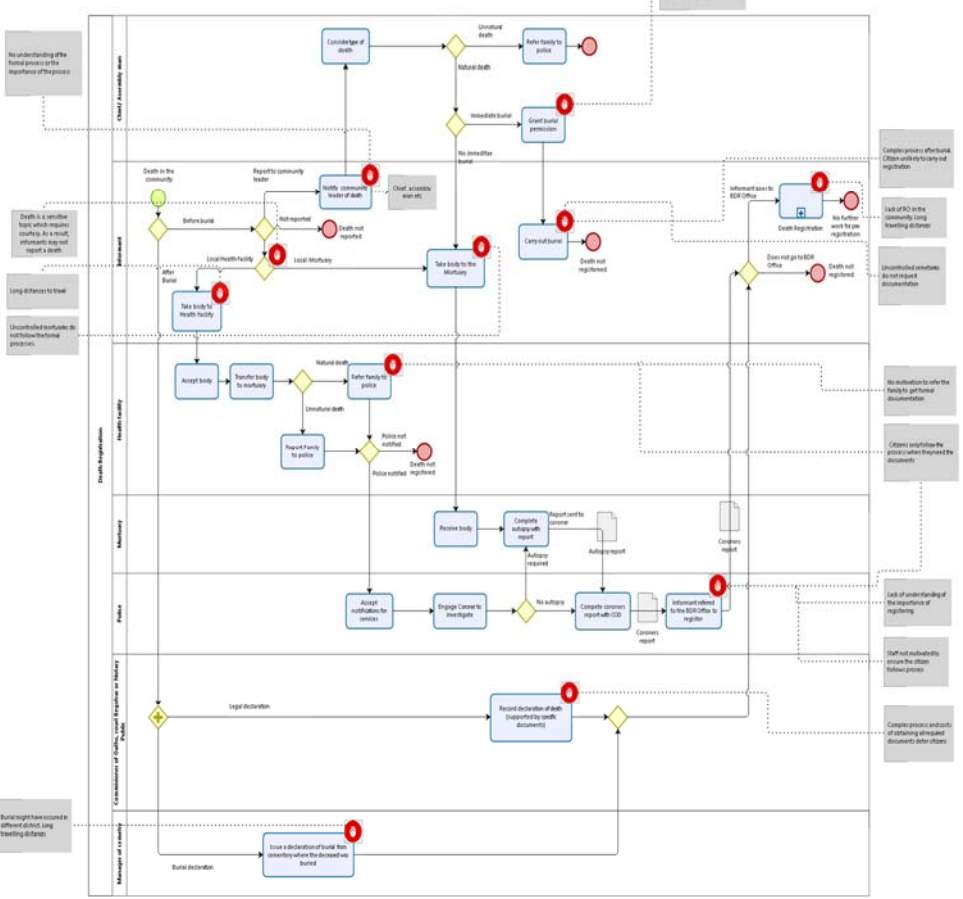 Death Registration
Chief/ Assembly man
No understanding of the
formal process or the
importance of the process
Consider type of
death
Unnatural
death
Refer family to
police
Natural death
Immediate burial
Grant burial
permission
No immeditae
burial
Informant
Death in the
community
Report to community
leader
Notify community
leader of death
Chief, assembly
man etc
Before burial
Not reported
Death not
reported
Death is a sensitive
topic which requires
courtesy. As a result,
informants may not
report a death
After
Burial
Local Health facility
Local Mortuary
Take body to the
Mortuary
Carry out burial
Death not
registerred.
Informant goes to
BDR Office
Death Registration
No further
work for pre-
registration
Does not go to BDR
Office
Death not
registered.
Complex process after burial.
Citizen unlikely to carry out
registration
Lack of RO in the
community. Long
travelling distances
Uncontrolled cemeteries
do not request
documentation
Long distances to travel
Take body to
Health Facility
Uncontrolled mortuaries do
not follow the formal
processes.
Health facility
Accept body
Transfer body
to mortuary
Natural death
Refer family to
police
Unnatural death
Report Family
to police
Police not
notified
Death not
registered
Police notified
No motivation to refer the
family to get formal
documentation
Citizens only follow the
process when they need the
documents
Mortuary
Receive body
Complete
autopsy with
report
Report sent to
coroner
Autopsy report
Autopsy
required
Coroners
report
Police
Accept
notifications for
services
Engage Coroner to
investigate
No autopsy
Compete coroners
report with COD
Coroners
report
Informant referred
to the BDR Office to
register
Lack of understanding of
the importance of
registering
Staff not motivated to
ensure the citizen
follows process
Commissioner of Oaths, court Registrar or Notary
Public
Legal declaration
Record declaration of death
(supported by specific
documents)
Complex process and costs
of obtaining all required
documents deter citizens
Manager of cemetry
Burial might have occured in
different district. Long
travelling distances
Issue a declaration of burial from
cementery where the deceased was
buried
Burial declaration